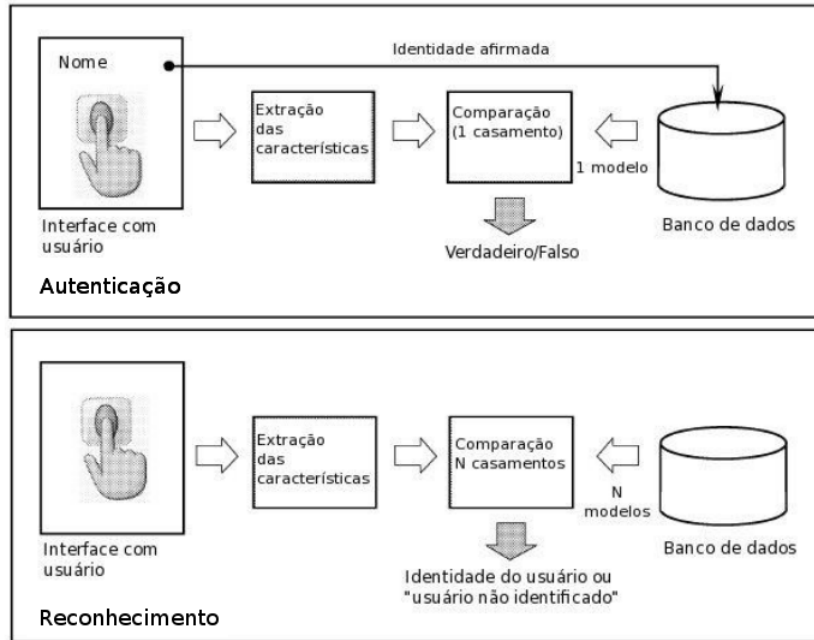 Identidade afirmada
Nome
Extração
das
características
Comparação
(1 casamento)
1 modelo
Interface com
usuário
Banco de dados
Verdadeiro/Falso
Autenticação
Extração
das
características
Comparação
N casamentos
N
modelos
Interface com
usuário
Banco de dados
Identidade do usuário ou
"usuário não identificado"
Reconhecimento